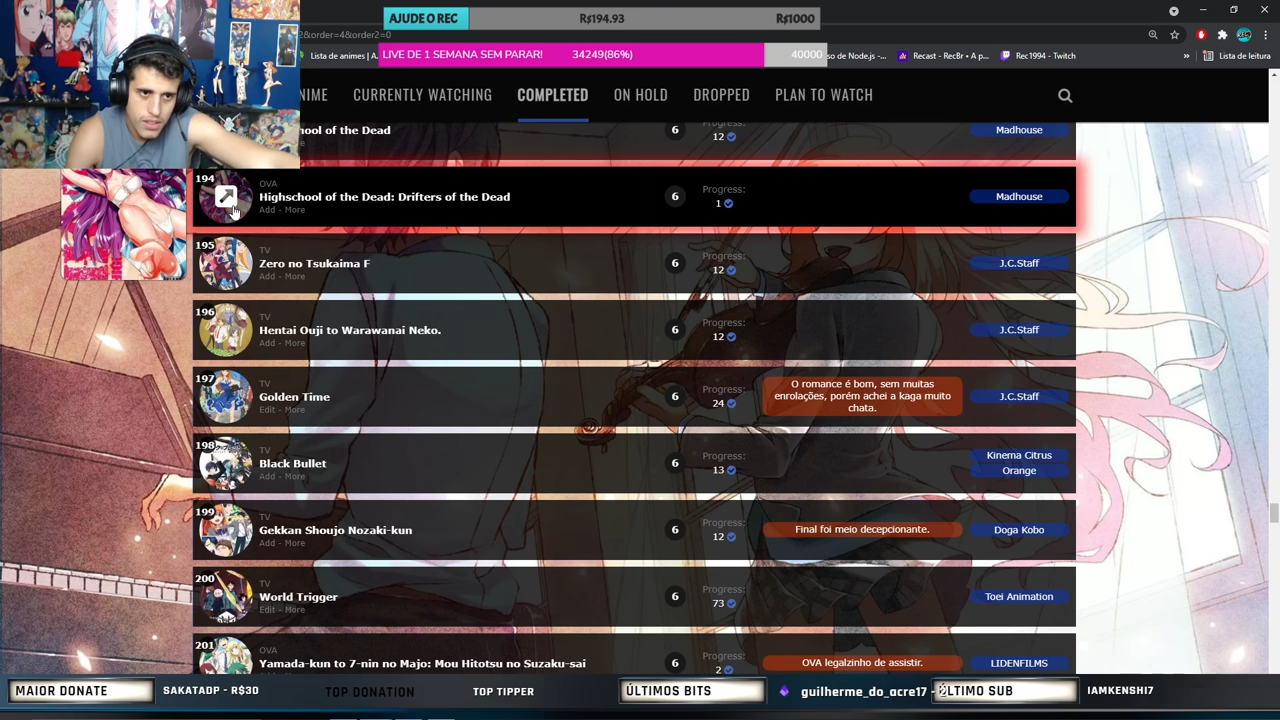 AJUDE O REC R$194.93 R$1000
2&order=4&order2=0
LIVE DE 1 SEMANA SEM PARAR! 34249(86%) 40000
Lista de animes | A... so de Node.js -... Recast - RecBr • A p... Rec1994 - Twitch » Lista de leitura
NIME CURRENTLY WATCHING COMPLETED ON HOLD DROPPED PLAN TO WATCH
hool of the Dead 6 12 Madhouse
194
OVA
Highschool of the Dead: Drifters of the Dead
Add - More
6
Progress:
1
Madhouse
195
TV
Zero no Tsukaima F
Add - More
6
Progress:
12
J.C.Staff
196
TV
Hentai Ouji to Warawanai Neko.
Add - More
6
Progress:
12
J.C.Staff
197
TV
Golden Time
Edit - More
6
Progress:
24
O romance é bom, sem muitas
enrolações, porém achei a kaga muito
chata.
J.C.Staff
198
TV
Black Bullet
Add - More
6
Progress:
13
Kinema Citrus
Orange
199
TV
Gekkan Shoujo Nozaki-kun
Add - More
6
Progress:
12
Final foi meio decepcionante.
Doga Kobo
200
TV
World Trigger
Edit - More
6
Progress:
73
Toei Animation
201
OVA
Yamada-kun to 7-nin no Majo: Mou Hitotsu no Suzaku-sai
6
Progress:
2
OVA legalzinho de assistir.
LIDENFILMS
MAIOR DONATE SAKATADP - R$30 TOP DONATION TOP TIPPER ÚLTIMOS BITS guilherme_do_acre17 - ÚLTIMO SUB IAMKENSHI7